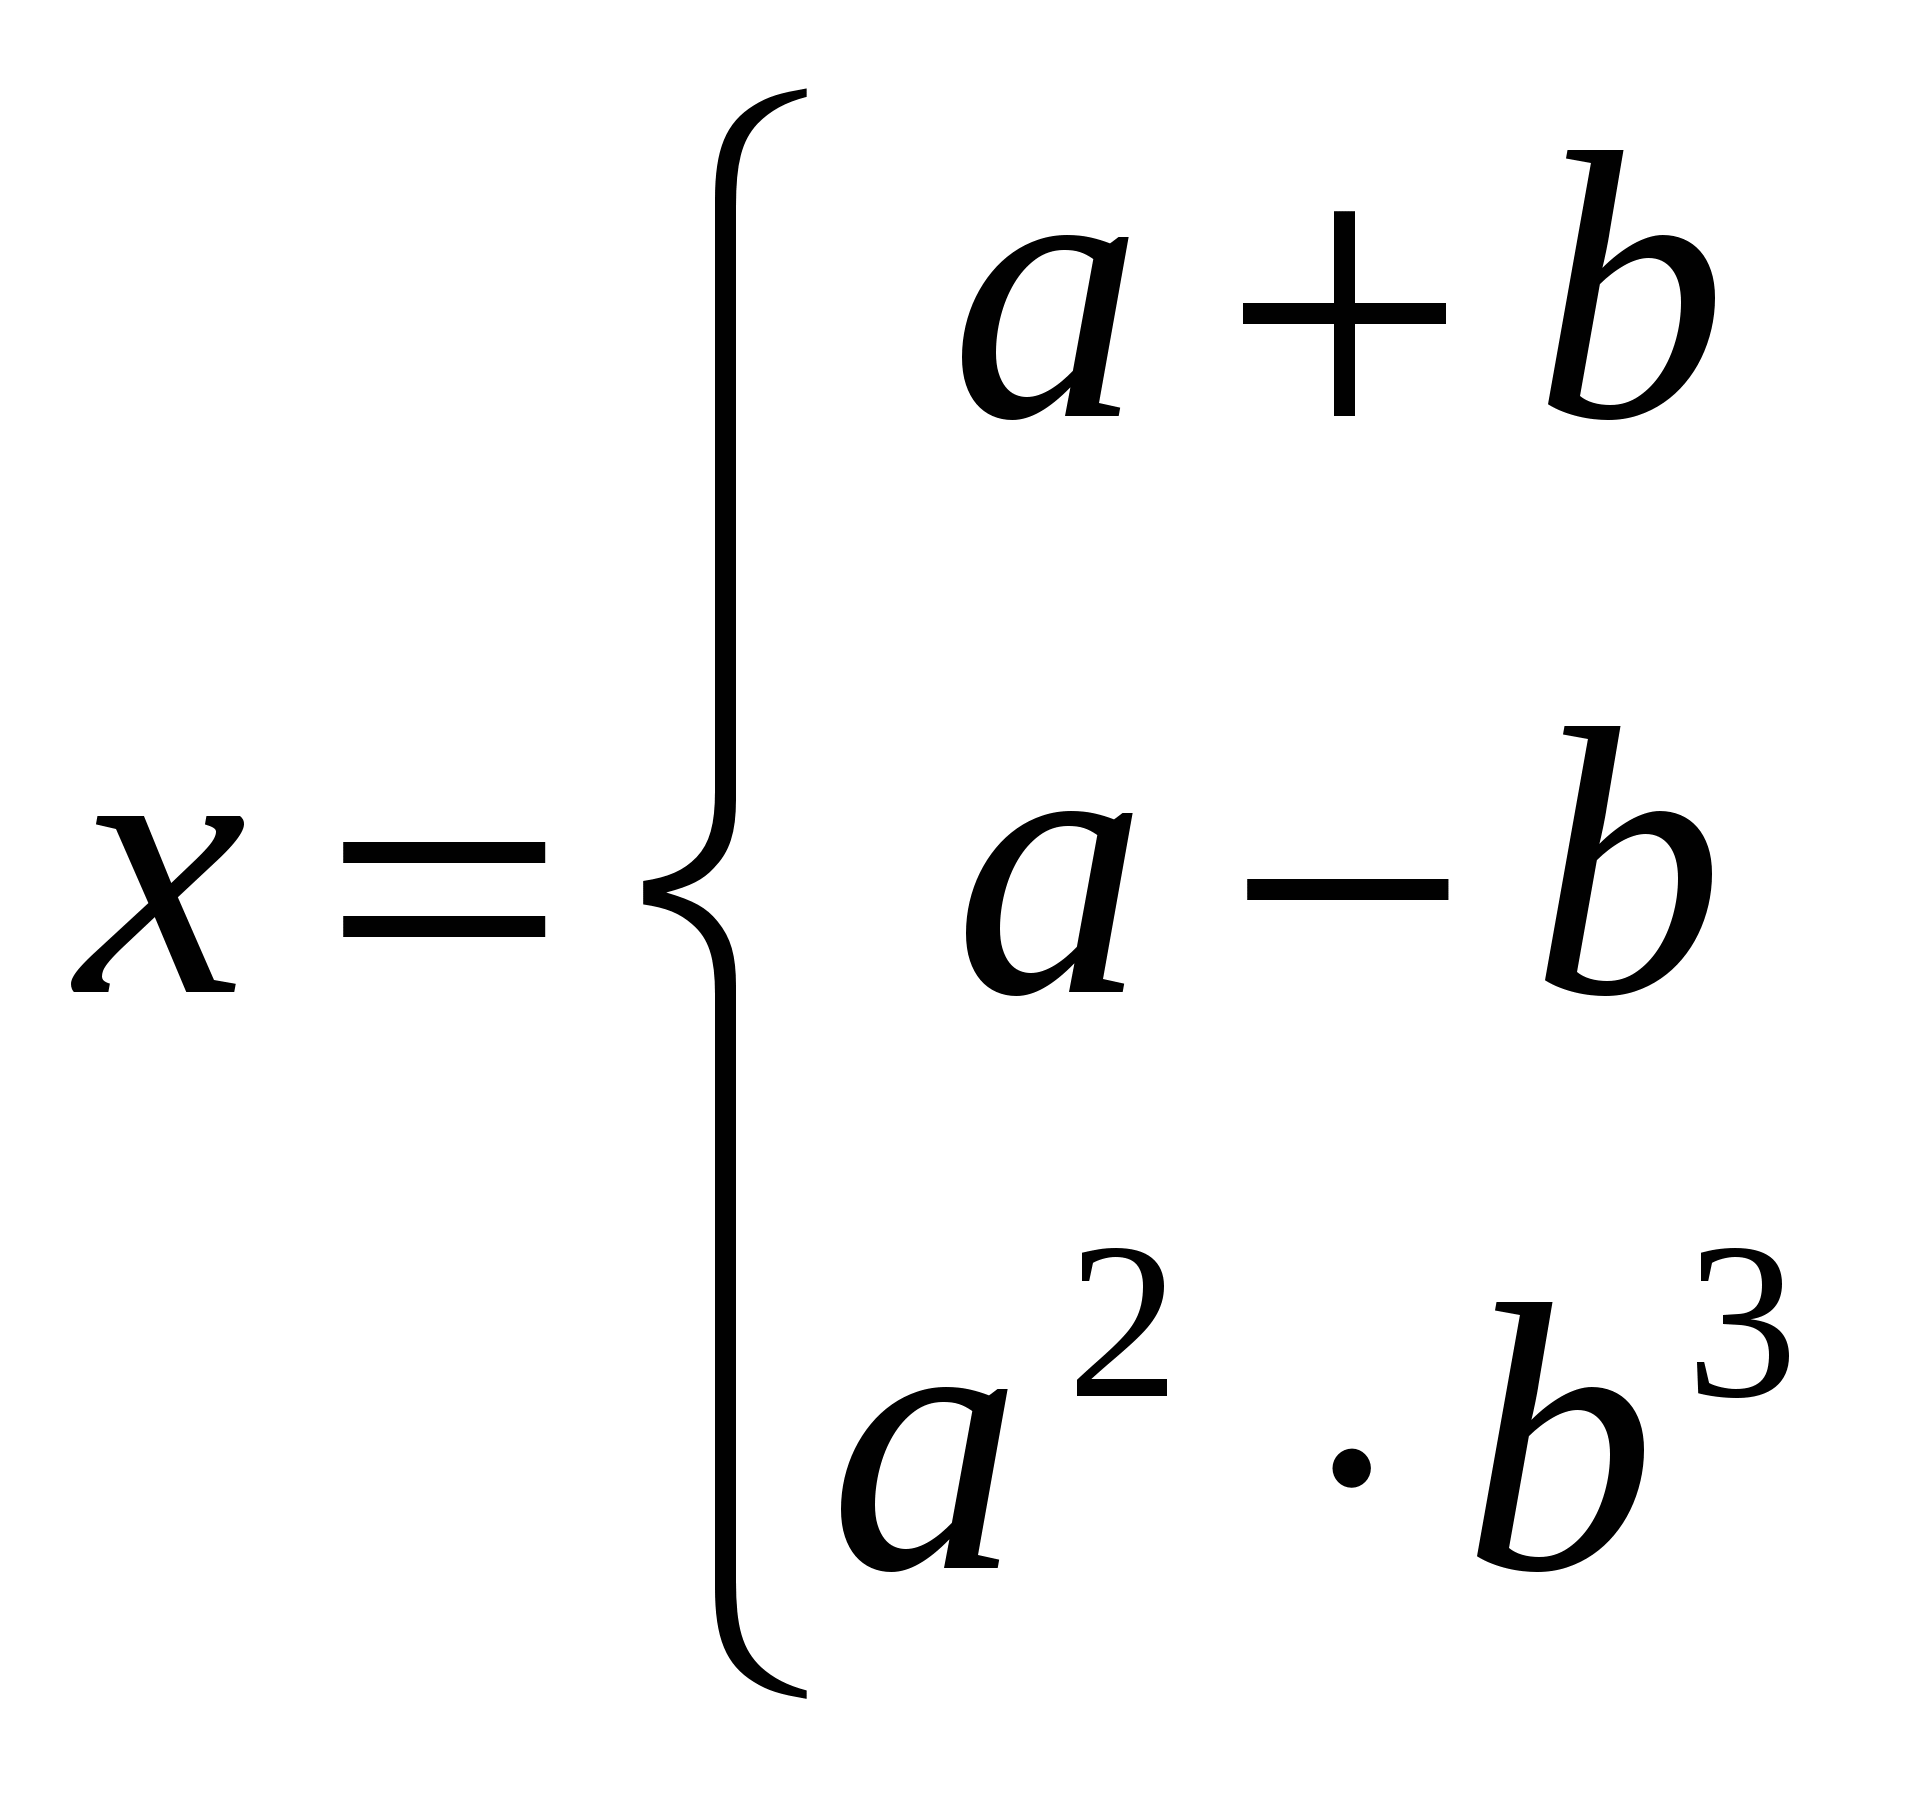 a + b
x = { a − b
a² · b³